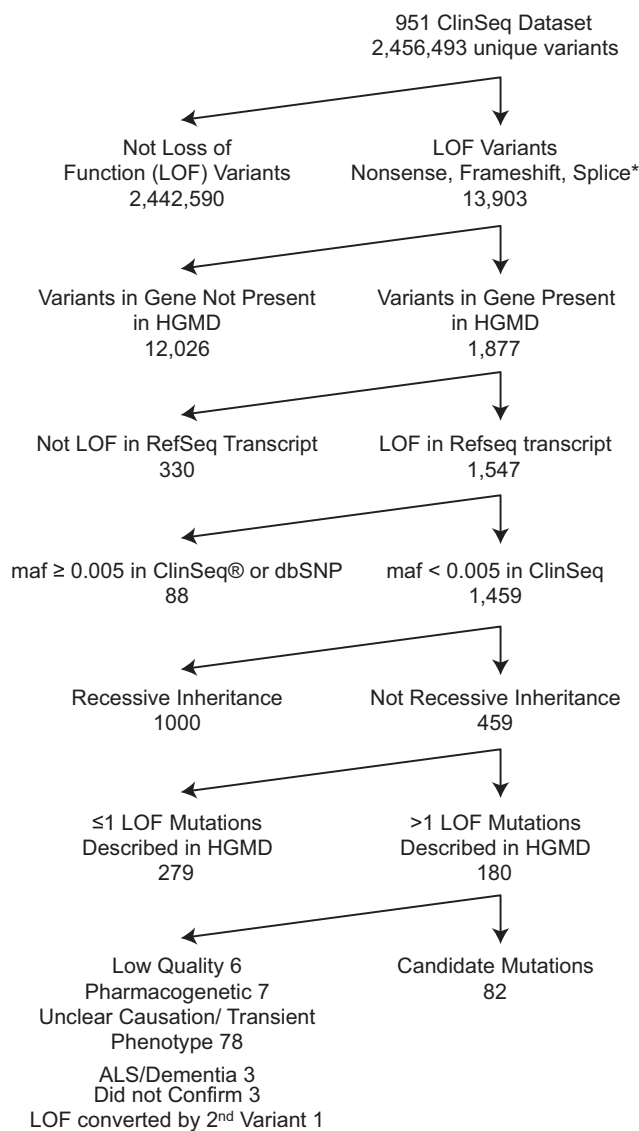 951 ClinSeq Dataset
2,456,493 unique variants
Not Loss of
Function (LOF) Variants
2,442,590
LOF Variants
Nonsense, Frameshift, Splice*
13,903
Variants in Gene Not Present
in HGMD
12,026
Variants in Gene Present
in HGMD
1,877
Not LOF in RefSeq Transcript
330
LOF in Refseq transcript
1,547
maf ≥ 0.005 in ClinSeq® or dbSNP
88
maf < 0.005 in ClinSeq
1,459
Recessive Inheritance
1000
Not Recessive Inheritance
459
≤1 LOF Mutations
Described in HGMD
279
>1 LOF Mutations
Described in HGMD
180
Low Quality 6
Pharmacogenetic 7
Unclear Causation/ Transient
Phenotype 78
ALS/Dementia 3
Did not Confirm 3
LOF converted by 2nd Variant 1
Candidate Mutations
82